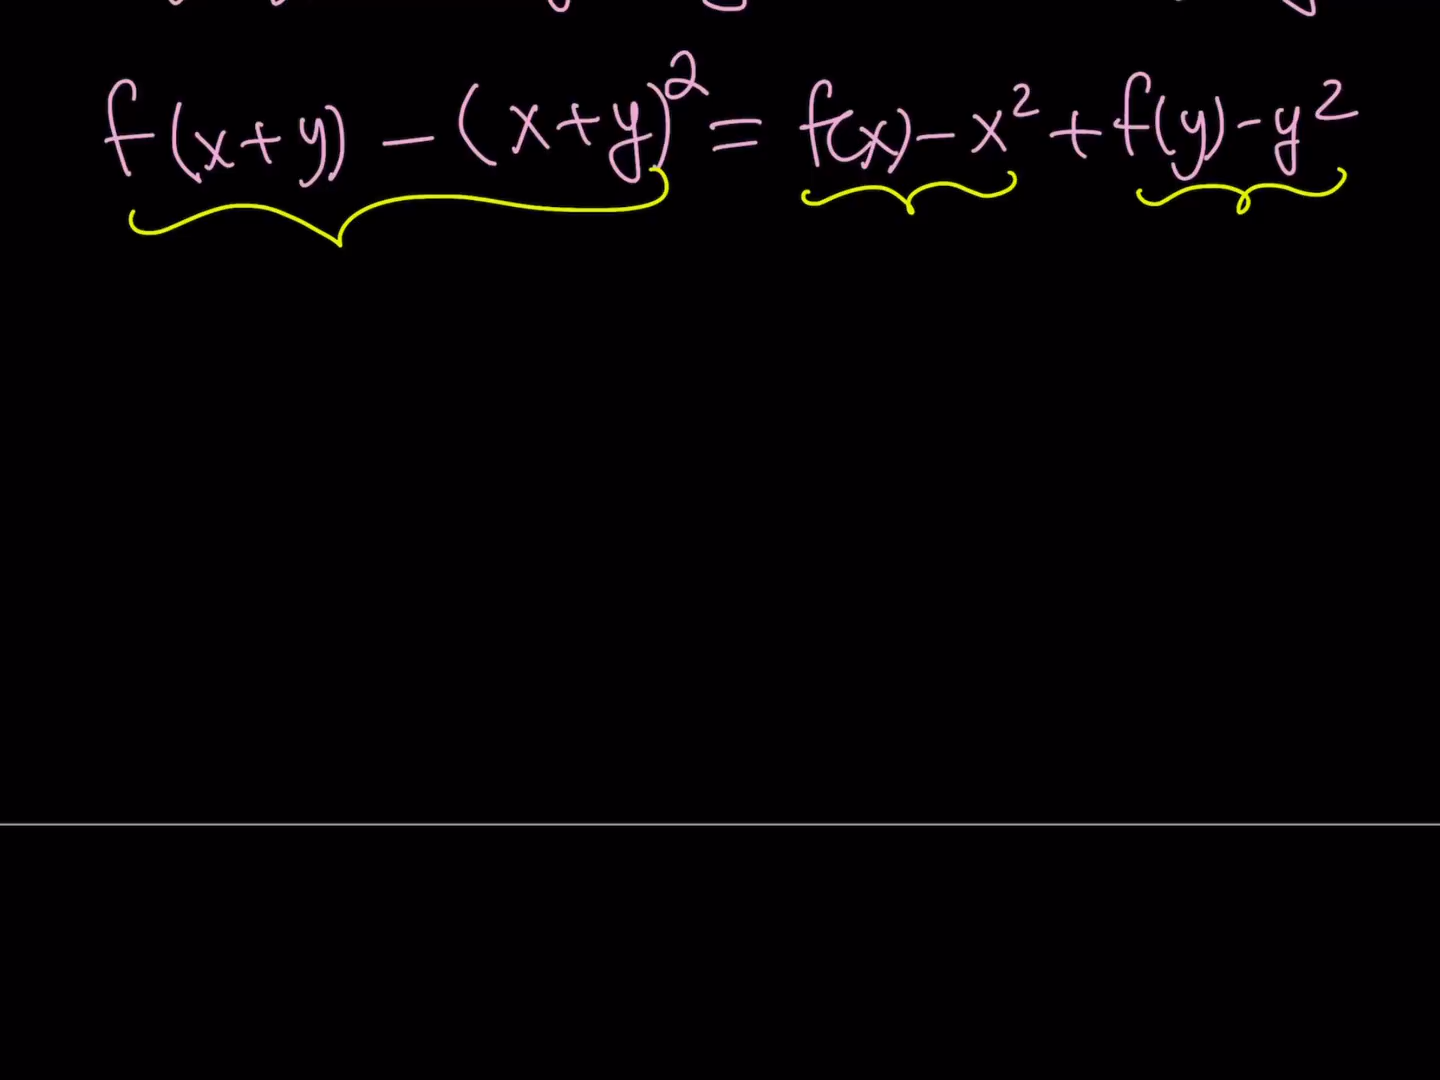 f(x+y) - (x+y)² = f(x) - x² + f(y) - y²